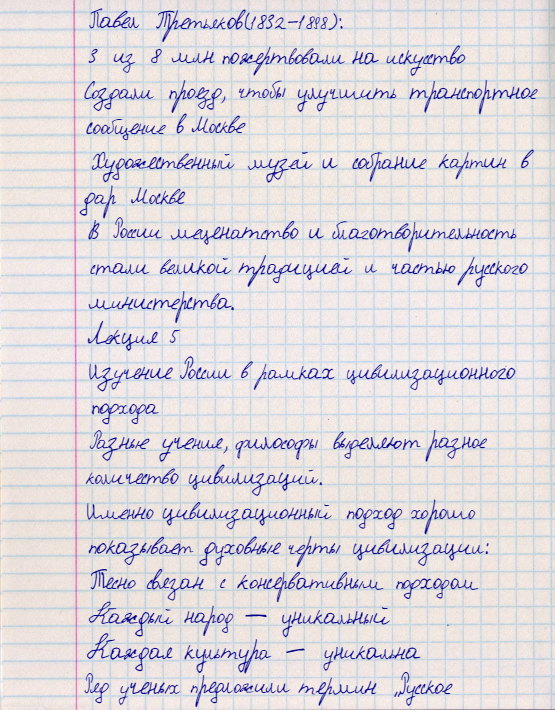 Павел Третьяков(1832-1898):
3 из 8 млн пожертвовали на искусство
Создали проезд, чтобы улучшить транспортное
сообщение в Москве
Художественный музей и собрание картин в
дар Москве
В России меценатство и благотворительность
стали великой традицией и частью русского
министерства.
Лекция 5
Изучение России в рамках цивилизационного
подхода
Разные учения, философы выделяют разное
количество цивилизаций.
Именно цивилизационный подход хорошо
показывает духовные черты цивилизации:
Тесно связан с консервативным подходом
Каждый народ — уникальный
Каждая культура — уникальна
Ряд ученых предложили термин „Русское